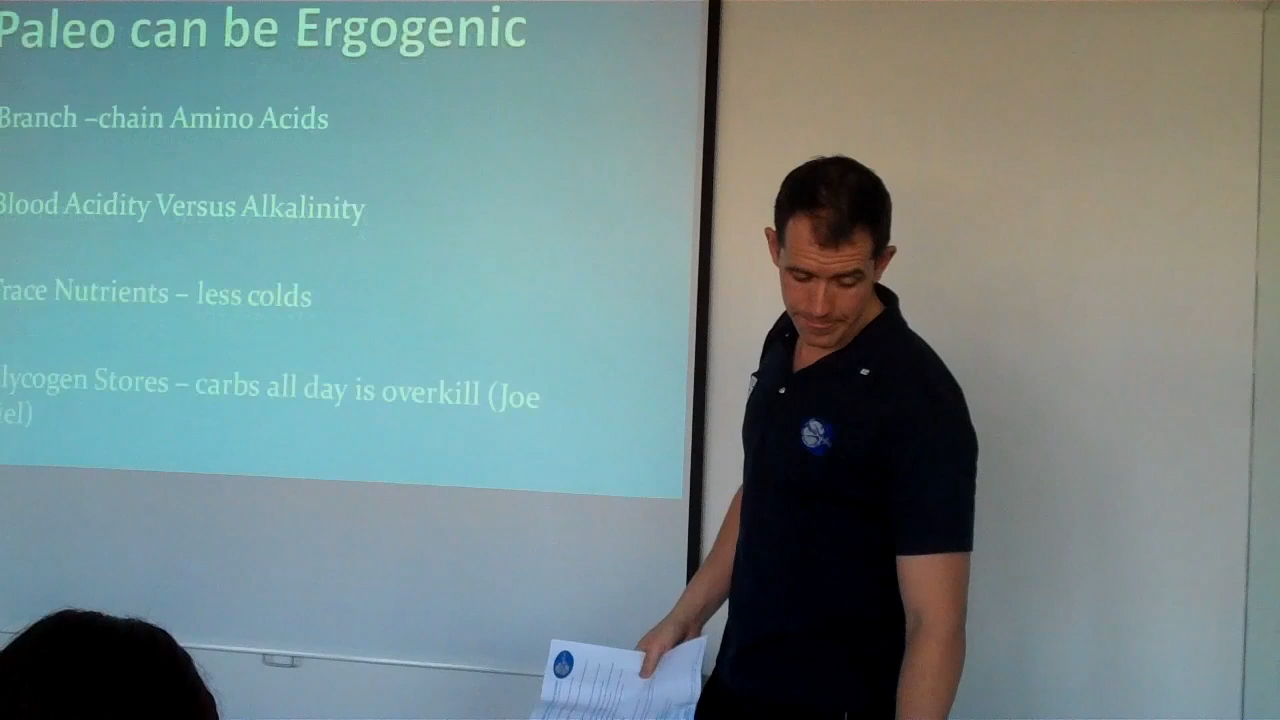 Paleo can be Ergogenic
Branch –chain Amino Acids
Blood Acidity Versus Alkalinity
Trace Nutrients – less colds
lycogen Stores – carbs all day is overkill (Joe
iel)